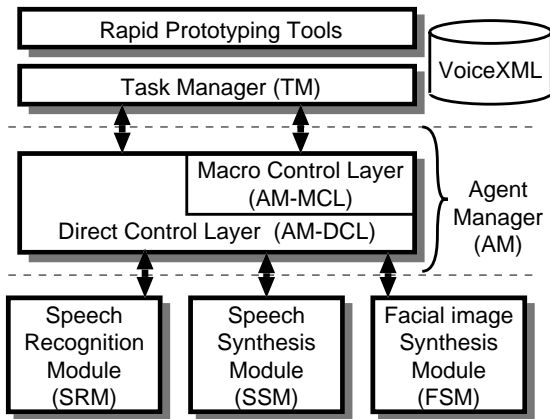 Rapid Prototyping Tools
Task Manager (TM)
VoiceXML
Macro Control Layer
(AM-MCL)
Direct Control Layer (AM-DCL)
Agent
Manager
(AM)
Speech
Recognition
Module
(SRM)
Speech
Synthesis
Module
(SSM)
Facial image
Synthesis
Module
(FSM)